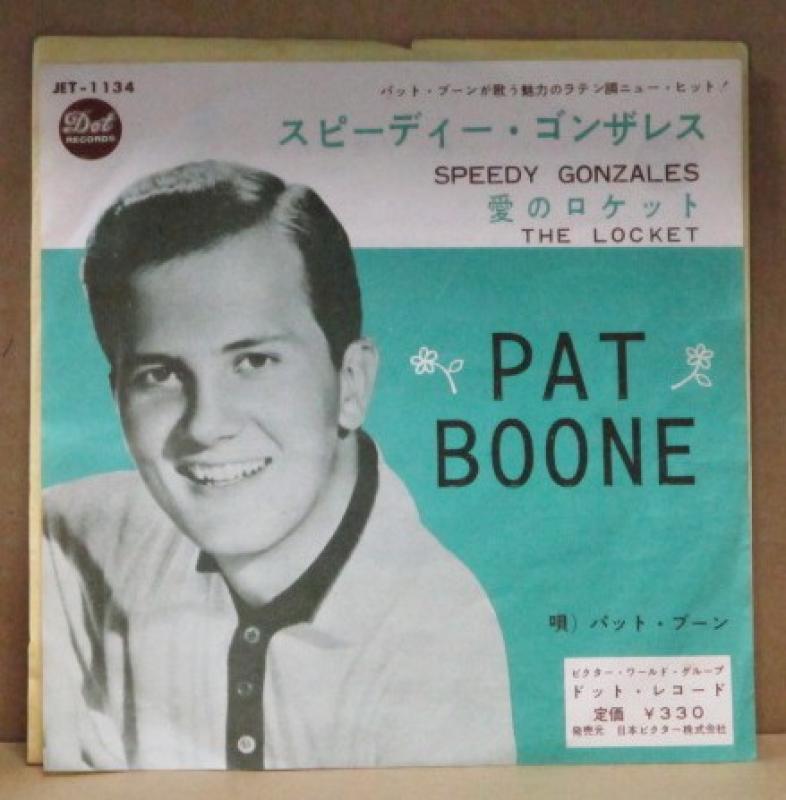 JET-1134
Dot
RECORDS
パット・ブーンが歌う魅力のラテン調ニュー・ヒット!
スピーディー・ゴンザレス
SPEEDY GONZALES
愛のロケット
THE LOCKET
PAT
BOONE
唄)パット・ブーン
ビクター・ワールド・グループ
ドット・レコード
定価 ¥330
発売元 日本ビクター株式会社